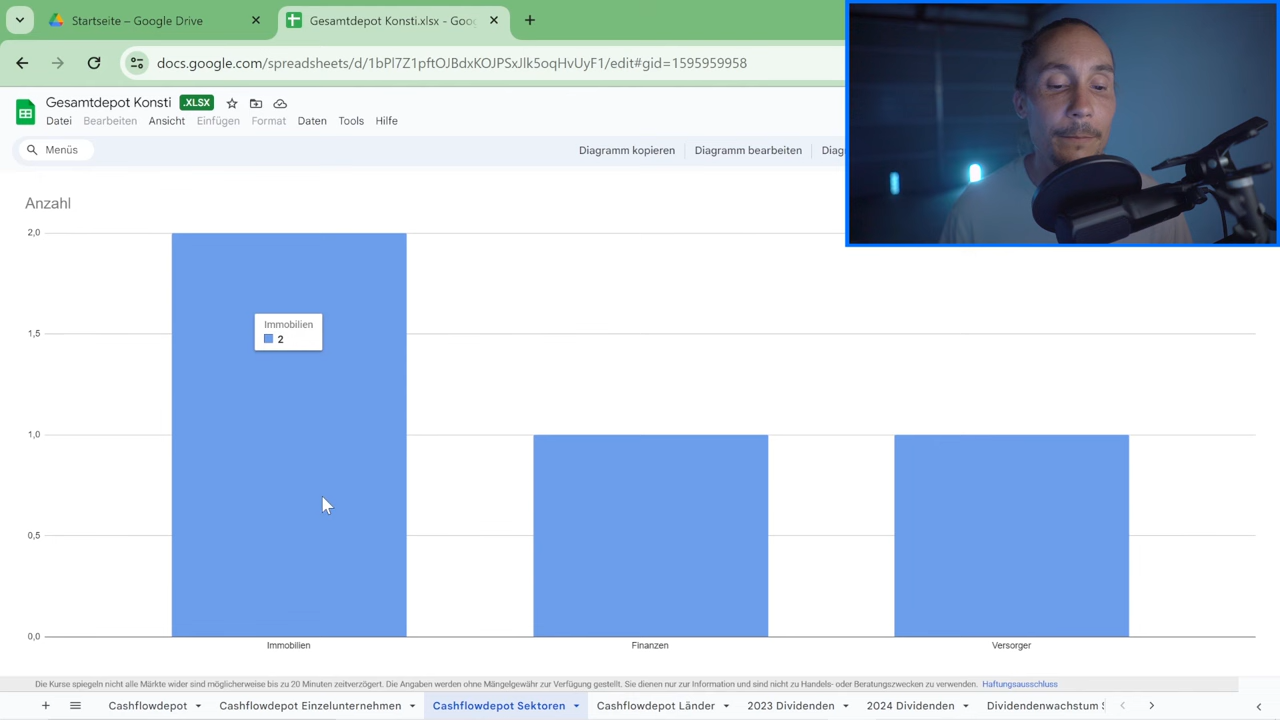 Startseite – Google Drive
Gesamtdepot Konsti.xlsx - Goo
docs.google.com/spreadsheets/d/1bPl7Z1pftOJBdxKOJPSxJlk5oqHvUyF1/edit#gid=1595959958
Gesamtdepot Konsti .XLSX
Datei Bearbeiten Ansicht Einfügen Format Daten Tools Hilfe
Menüs Diagramm kopieren Diagramm bearbeiten Diag
Anzahl
2,0
Immobilien
2
1,5
1,0
0,5
0,0
Immobilien Finanzen Versorger
Die Kurse spiegeln nicht alle Märkte wider sind möglicherweise bis zu 20 Minuten zeitverzögert. Die Angaben werden ohne Mängelgewähr zur Verfügung gestellt. Sie dienen nur zur Information und sind nicht zu Handels- oder Beratungszwecken zu verwenden. Haftungsausschluss
Cashflowdepot Cashflowdepot Einzelunternehmen Cashflowdepot Sektoren Cashflowdepot Länder 2023 Dividenden 2024 Dividenden Dividendenwachstum S